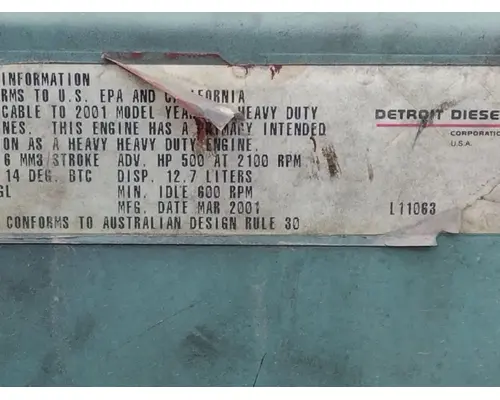 INFORMATION
RMS TO U.S. EPA AND CALIFORNIA
CABLE TO 2001 MODEL YEAR HEAVY DUTY
NES. THIS ENGINE HAS A PRIMARY INTENDED
ION AS A HEAVY HEAVY DUTY ENGINE.
6 MM3/STROKE ADV. HP 500 AT 2100 RPM
14 DEG. BTC DISP. 12.7 LITERS
GL MIN. IDLE 600 RPM
MFG. DATE MAR 2001
CONFORMS TO AUSTRALIAN DESIGN RULE 30
DETROIT DIESEL
CORPORATIC
U.S.A.
L11063